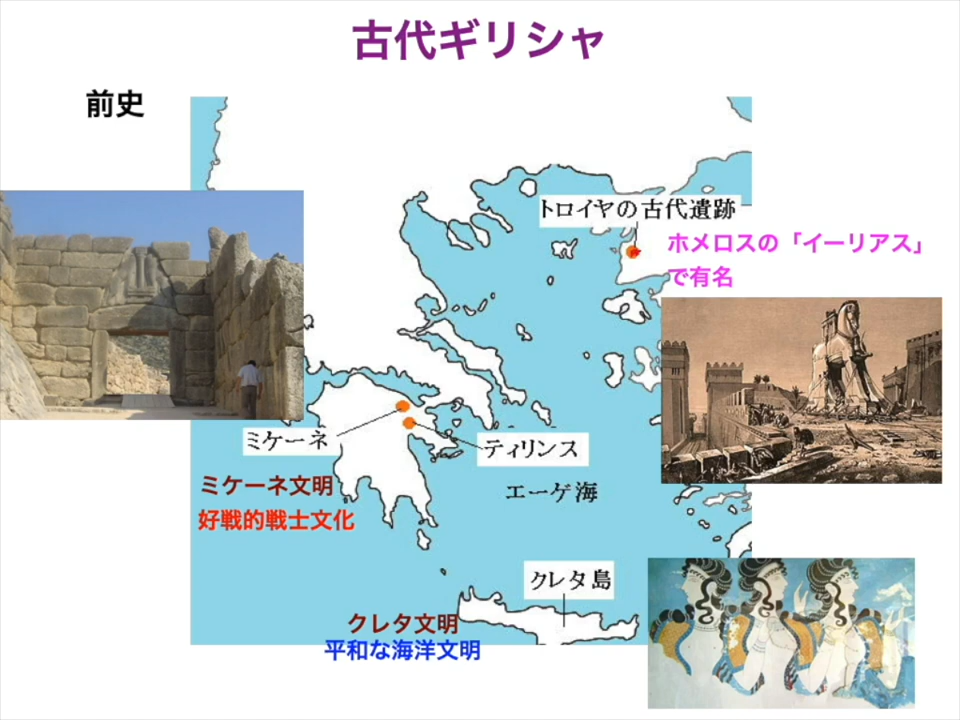 古代ギリシャ
前史
トロイヤの古代遺跡
ホメロスの「イーリアス」
で有名
ミケーネ
ティリンス
ミケーネ文明
好戦的戦士文化
エーゲ海
クレタ島
クレタ文明
平和な海洋文明